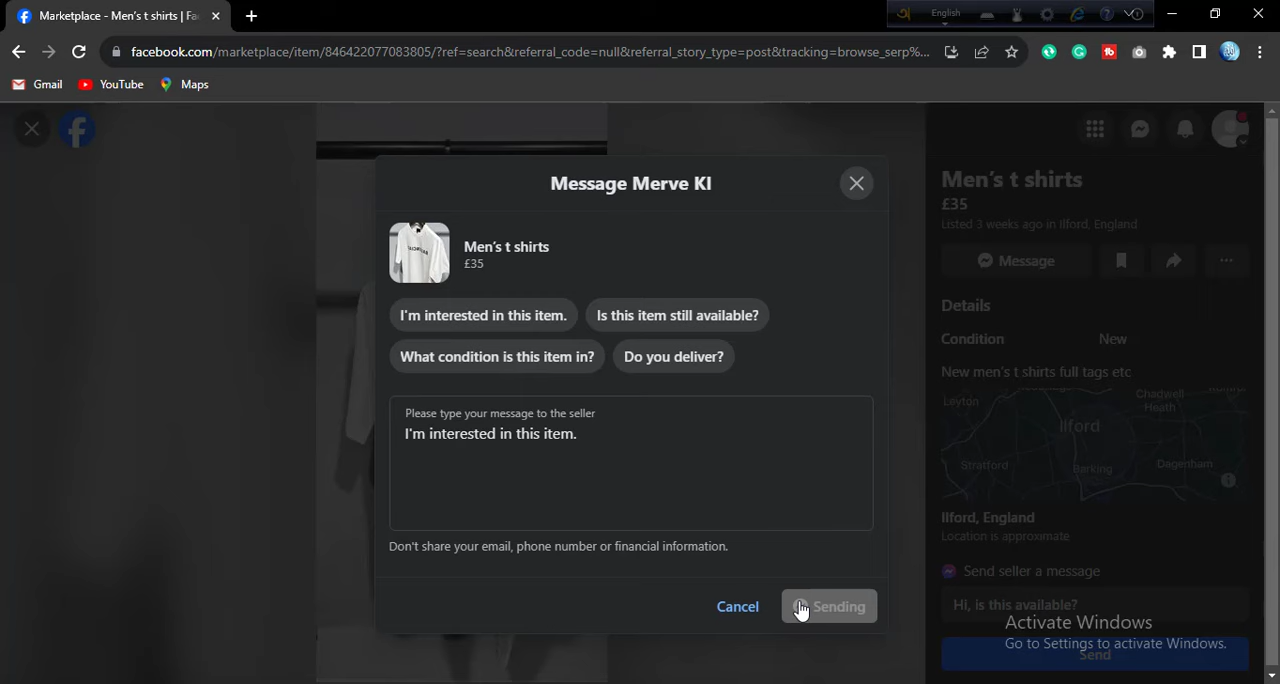 Marketplace - Men's t shirts | Fa
English
facebook.com/marketplace/item/846422077083805/?ref=search&referral_code=null&referral_story_type=post&tracking=browse_serp%...
Gmail
YouTube
Maps
Message Merve KI
Men's t shirts
£35
I'm interested in this item.
Is this item still available?
What condition is this item in?
Do you deliver?
Please type your message to the seller
I'm interested in this item.
Don't share your email, phone number or financial information.
Cancel
Sending
Men's t shirts
£35
Listed 3 weeks ago in Ilford, England
Message
Details
Condition
New
New men's t shirts full tags etc
Leyton
Chadwell
Heath
Ilford
Stratford
Barking
Dagenham
Ilford, England
Location is approximate
Send seller a message
Hi, is this available?
Send
Activate Windows
Go to Settings to activate Windows.